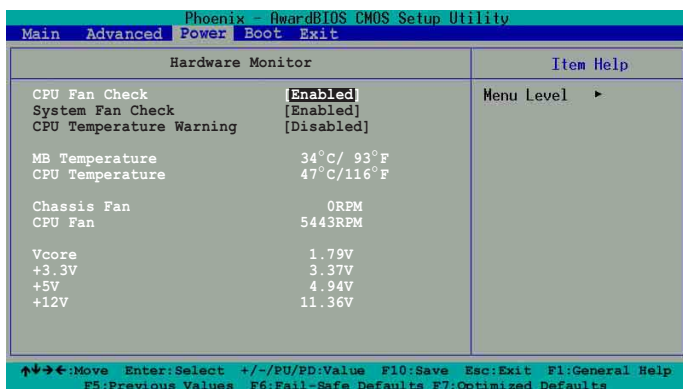 Phoenix - AwardBIOS CMOS Setup Utility
Main Advanced Power Boot Exit
Hardware Monitor
Item Help
CPU Fan Check [Enabled]
Menu Level ►
System Fan Check [Enabled]
CPU Temperature Warning [Disabled]
MB Temperature 34°C/ 93°F
CPU Temperature 47°C/116°F
Chassis Fan 0RPM
CPU Fan 5443RPM
Vcore 1.79V
+3.3V 3.37V
+5V 4.94V
+12V 11.36V
↑↓→←:Move Enter:Select +/-/PU/PD:Value F10:Save Esc:Exit F1:General Help
F5:Previous Values F6:Fail-Safe Defaults F7:Optimized Defaults